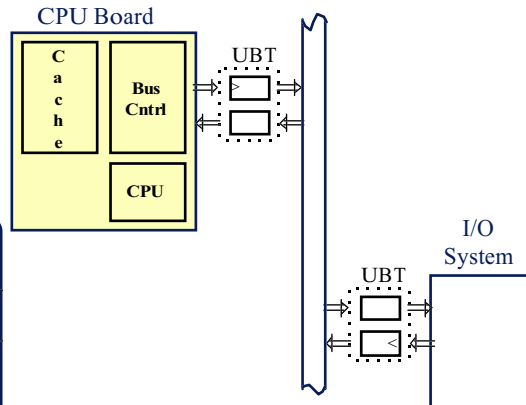 CPU Board
UBT
C
a
c
h
e
Bus
Cntrl
>
CPU
I/O
System
UBT
<